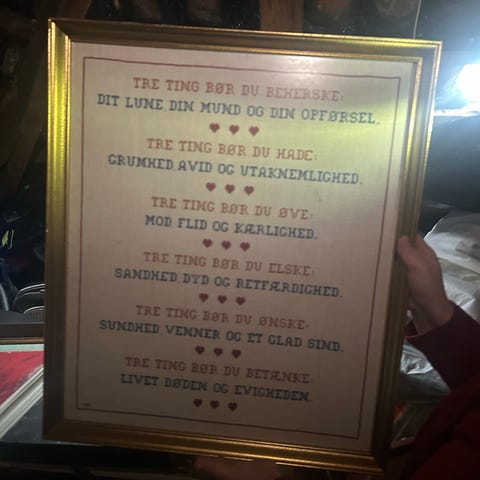 TRE TING BØR DU BEHERSKE:
DIT LUNE, DIN MUND OG DIN OPFØRSEL.
TRE TING BØR DU HADE:
GRUMHED, AVID OG UTAKNEMLIGHED.
TRE TING BØR DU ØVE:
MOD, FLID OG KÆRLIGHED.
TRE TING BØR DU ELSKE:
SANDHED, DYD OG RETFÆRDIGHED.
TRE TING BØR DU ØNSKE:
SUNDHED, VENNER OG ET GLAD SIND.
TRE TING BØR DU BETÆNKE:
LIVET, DØDEN OG EVIGHEDEN.